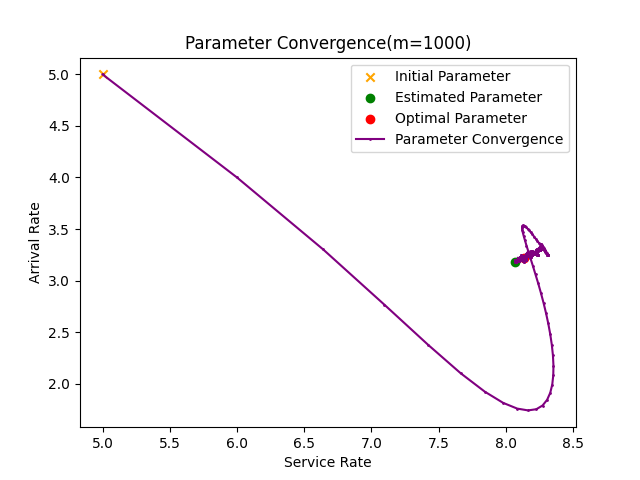 Parameter Convergence(m=1000)
Initial Parameter
Estimated Parameter
Optimal Parameter
Parameter Convergence
Arrival Rate
5.0
4.5
4.0
3.5
3.0
2.5
2.0
5.0 5.5 6.0 6.5 7.0 7.5 8.0 8.5
Service Rate